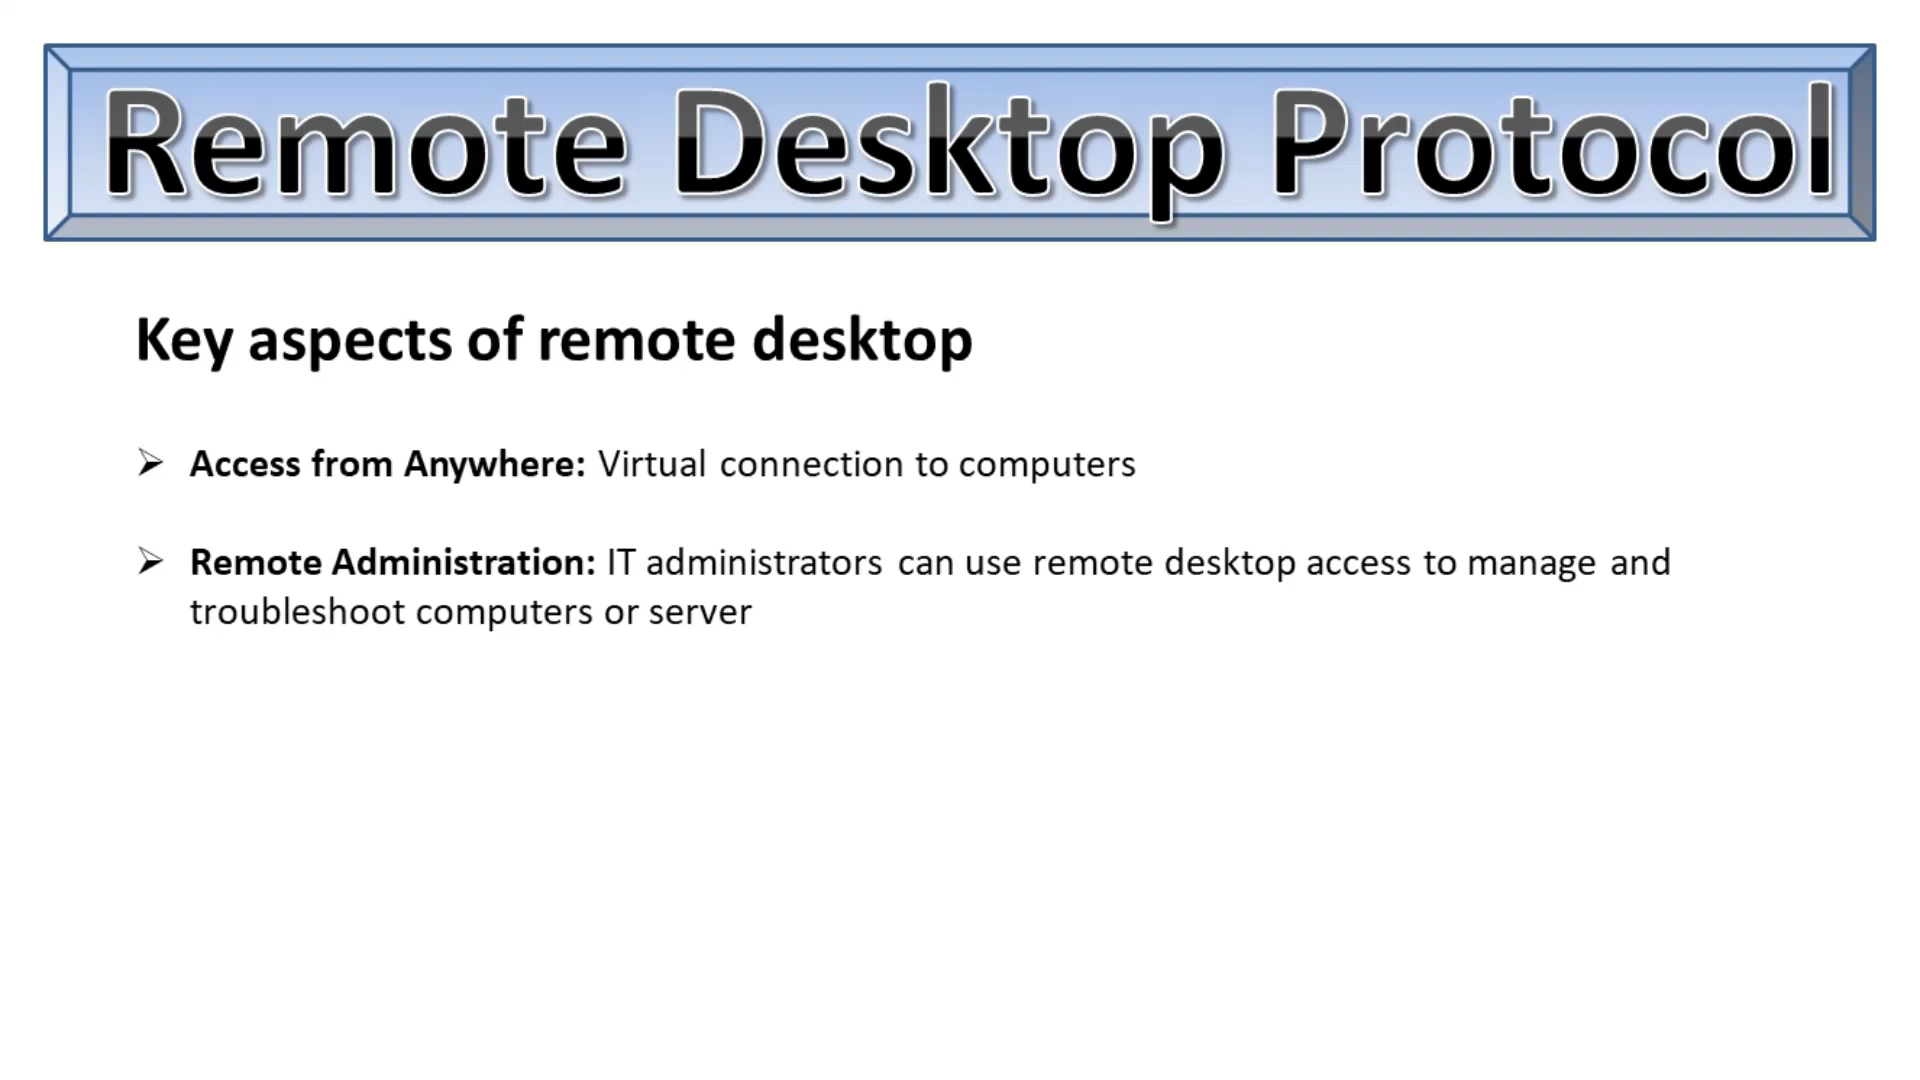 Remote Desktop Protocol
Key aspects of remote desktop
➢ Access from Anywhere: Virtual connection to computers
➢ Remote Administration: IT administrators can use remote desktop access to manage and
troubleshoot computers or server